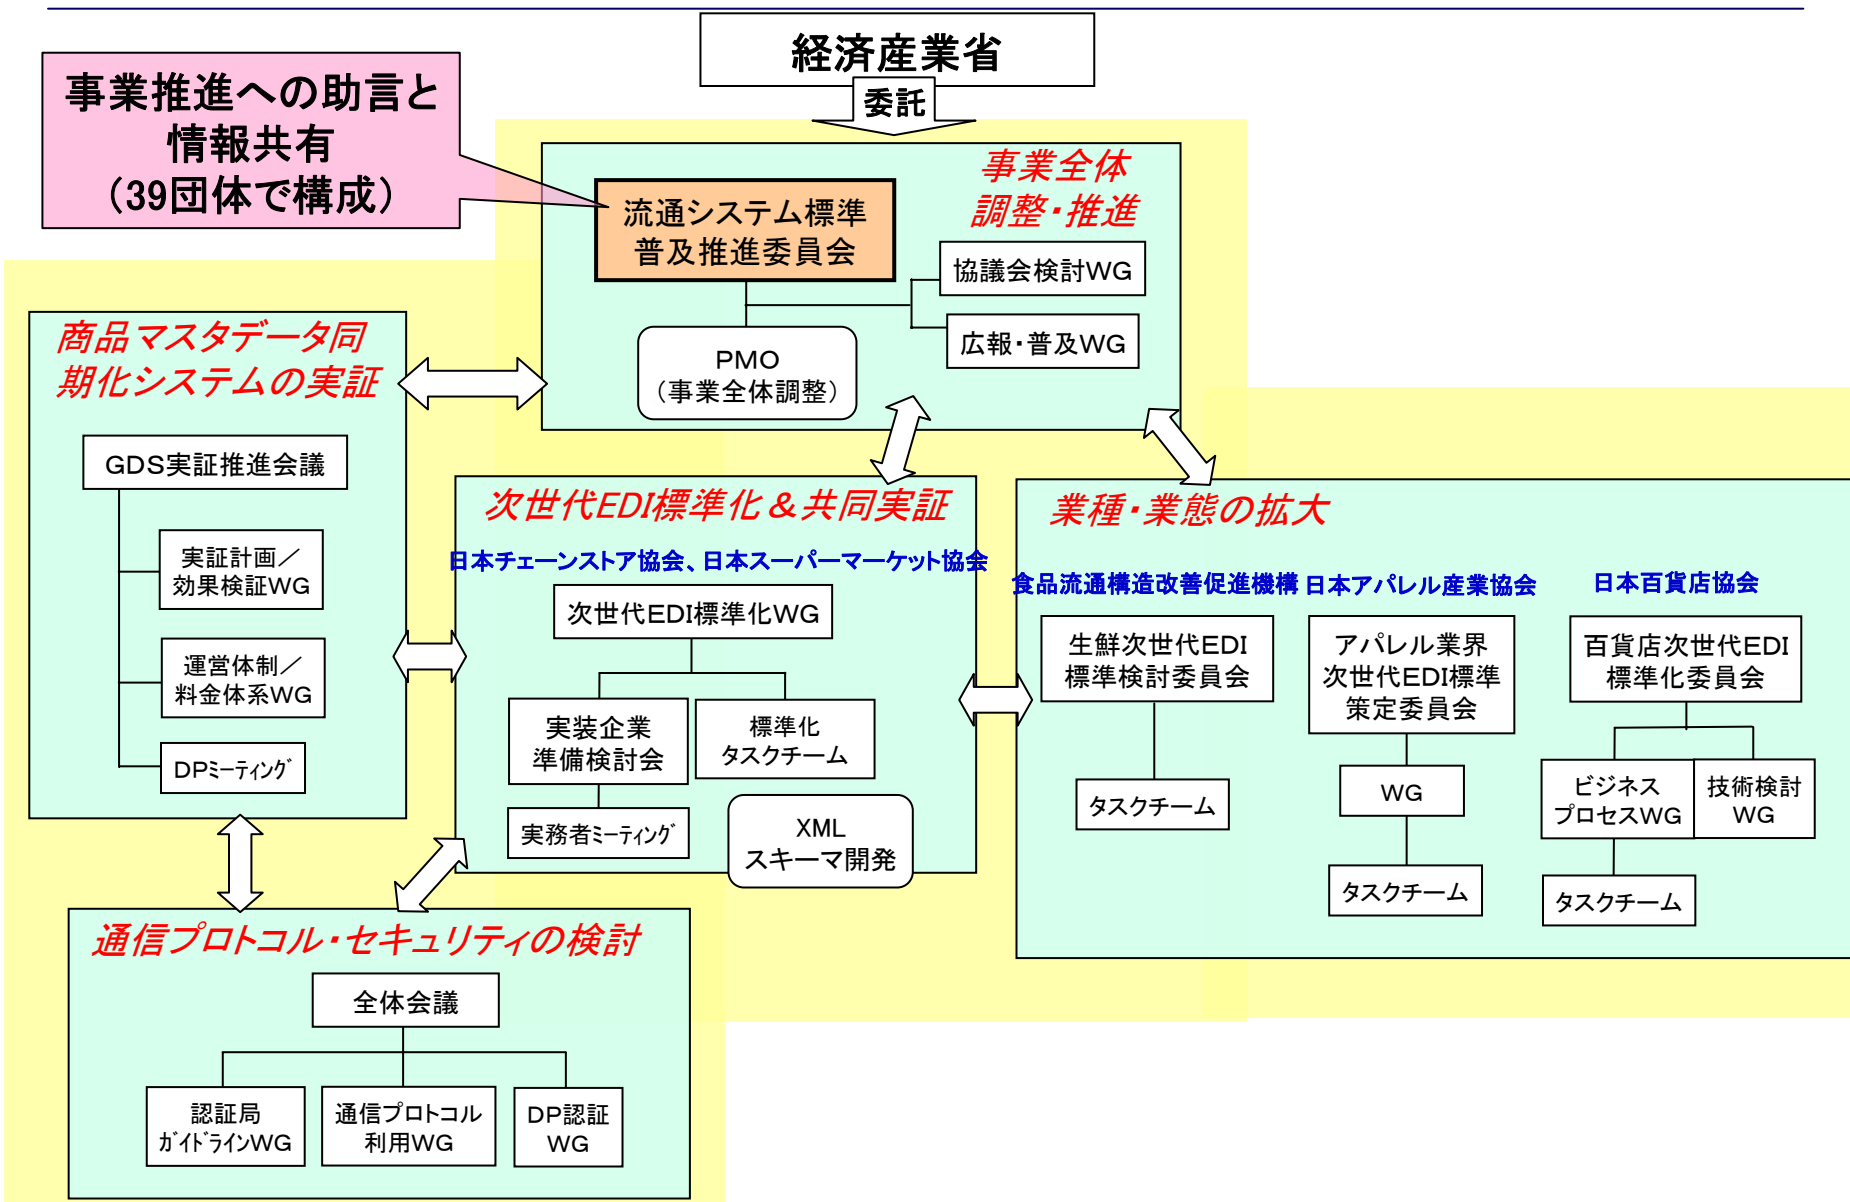 経済産業省
委託
事業推進への助言と
情報共有
（39団体で構成）
事業全体
調整・推進
流通システム標準
普及推進委員会
協議会検討WG
広報・普及WG
PMO
（事業全体調整）
商品マスタデータ同
期化システムの実証
GDS実証推進会議
実証計画／
効果検証WG
運営体制／
料金体系WG
DPﾐｰﾃｨﾝｸﾞ
次世代EDI標準化＆共同実証
日本チェーンストア協会、日本スーパーマーケット協会
次世代EDI標準化WG
実装企業
準備検討会
標準化
タスクチーム
実務者ﾐｰﾃｨﾝｸﾞ
XML
スキーマ開発
業種・業態の拡大
食品流通構造改善促進機構
日本アパレル産業協会
日本百貨店協会
生鮮次世代EDI
標準検討委員会
タスクチーム
アパレル業界
次世代EDI標準
策定委員会
WG
タスクチーム
百貨店次世代EDI
標準化委員会
ビジネス
プロセスWG
技術検討
WG
タスクチーム
通信プロトコル・セキュリティの検討
全体会議
認証局
ｶﾞｲﾄﾞﾗｲﾝWG
通信プロトコル
利用WG
DP認証
WG